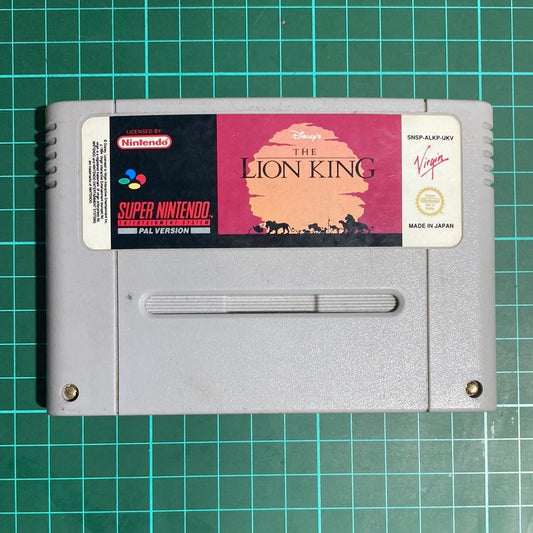 LICENSED BY
Nintendo
SUPER NINTENDO
ENTERTAINMENT SYSTEM
PAL VERSION
Disney's
THE
LION KING
SNSP-ALKP-UKV
Virgin
MADE IN JAPAN